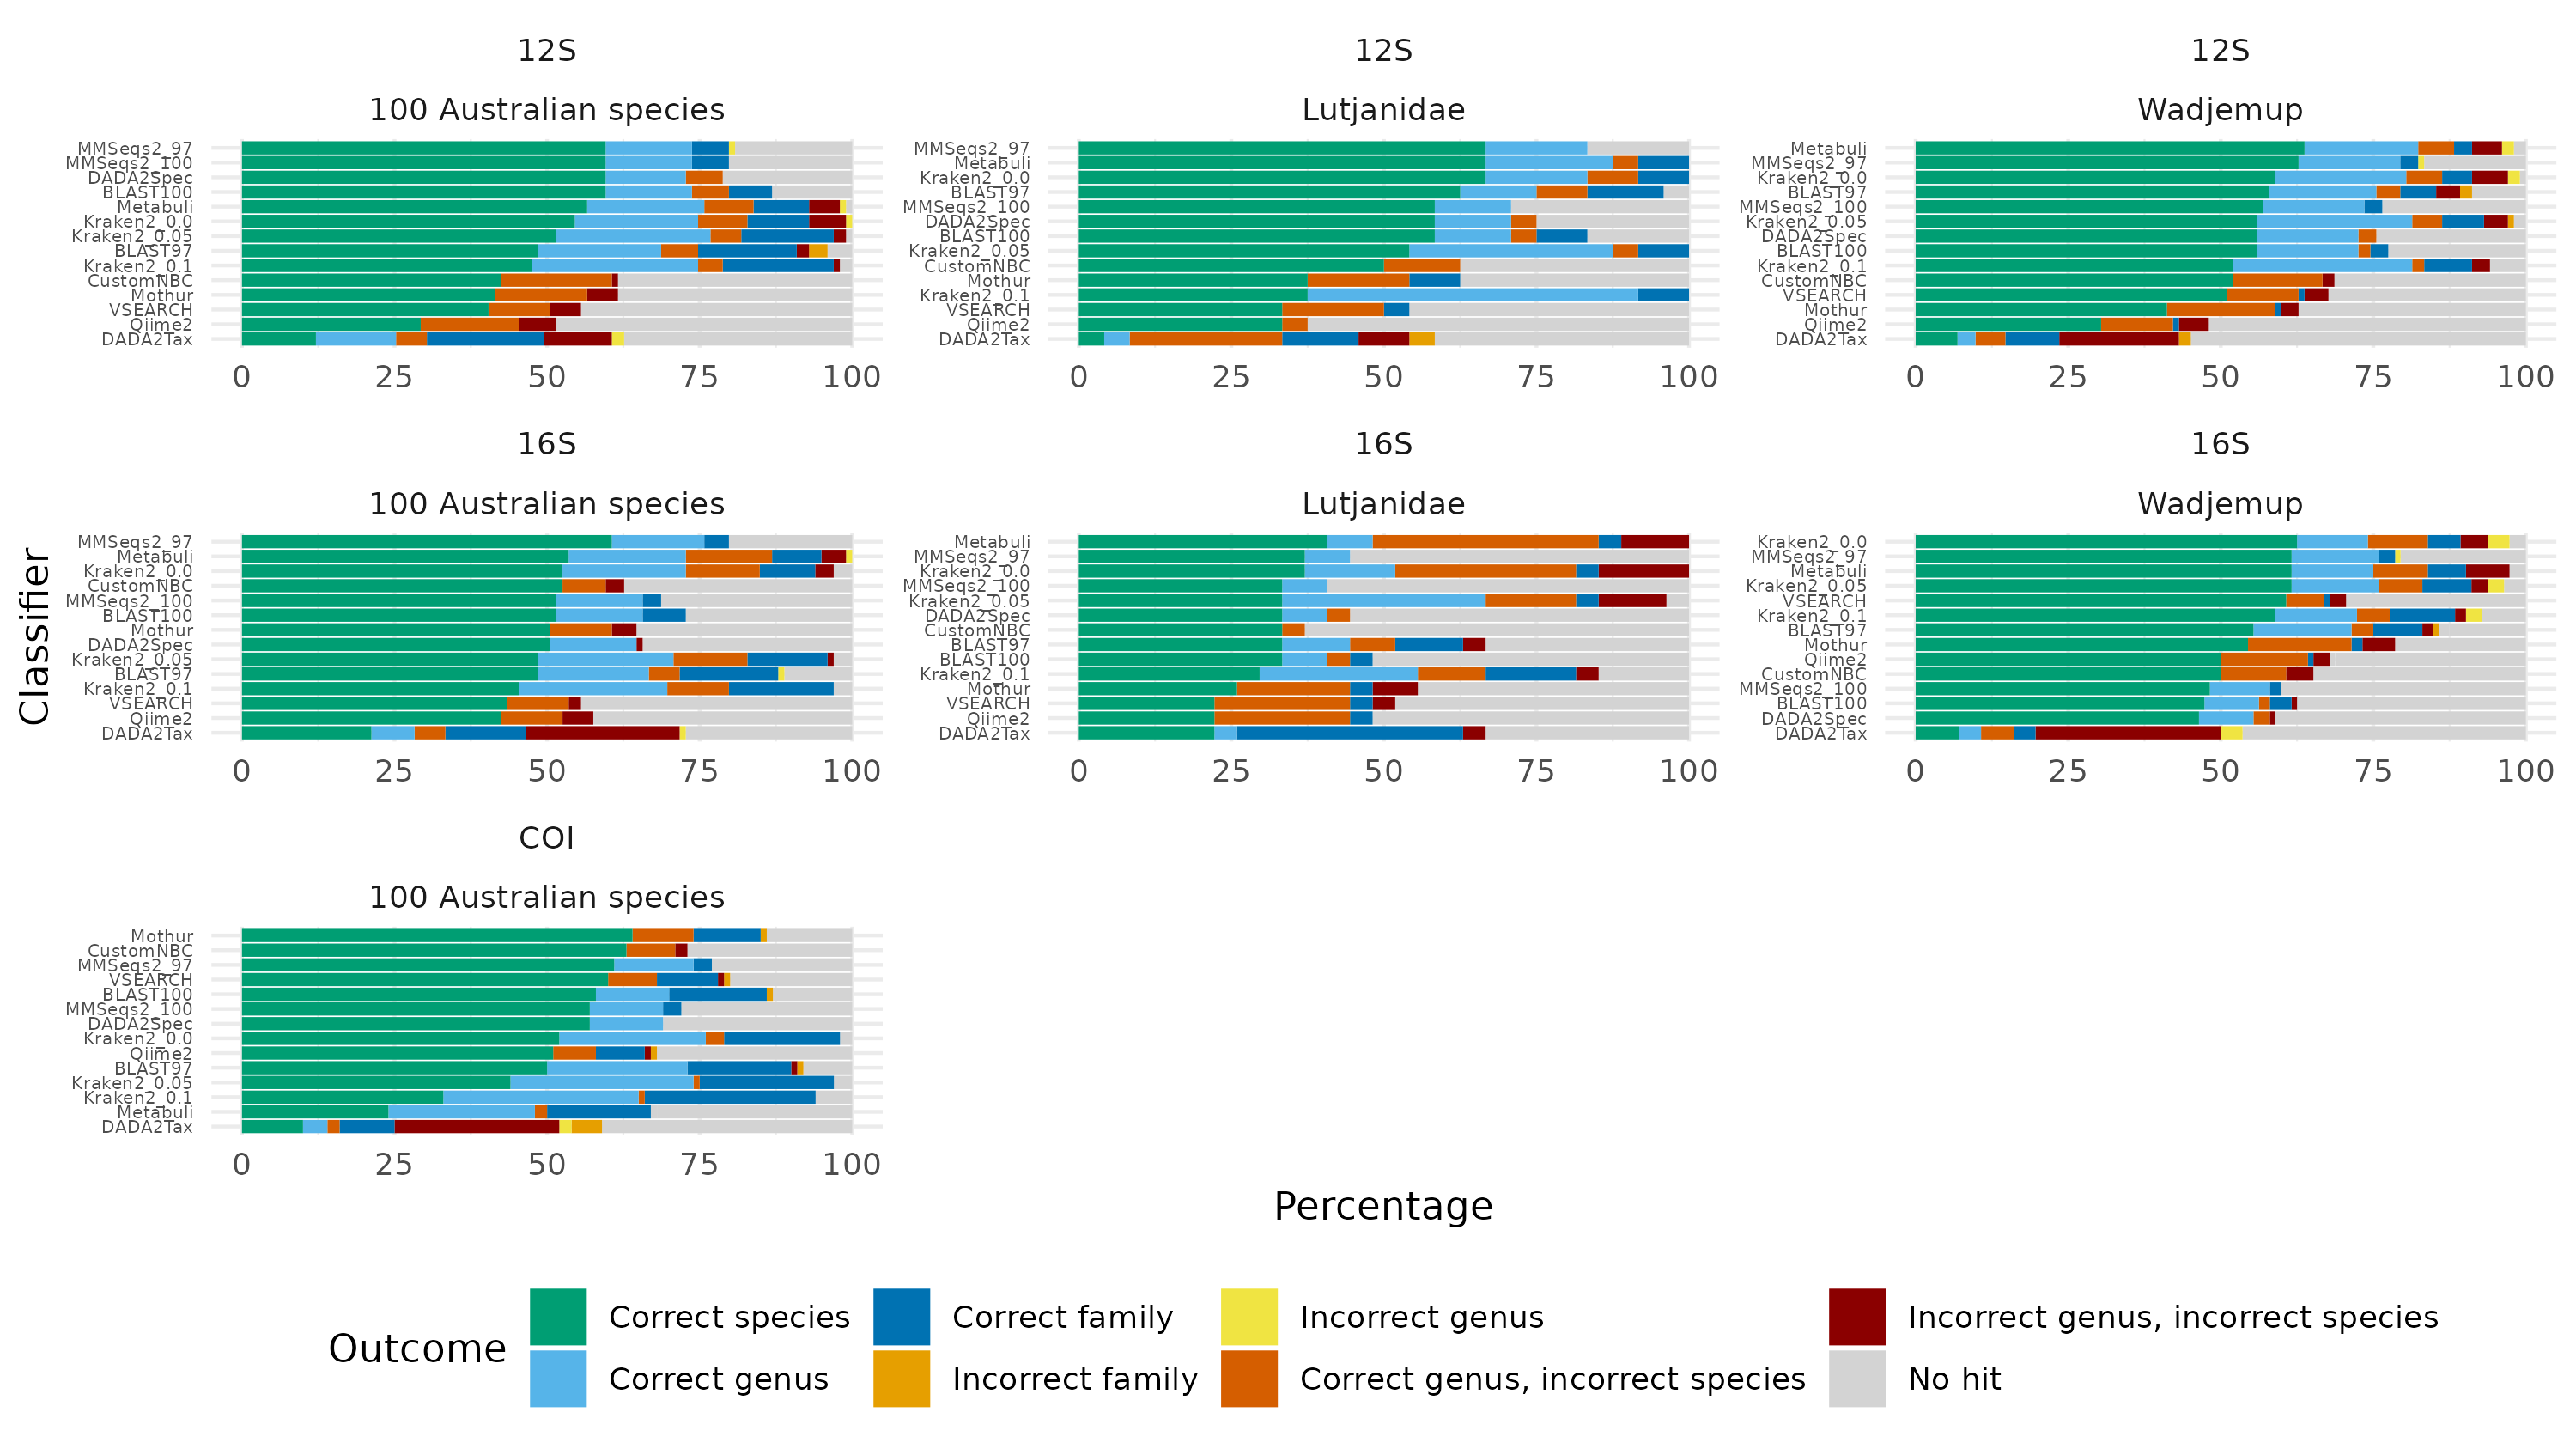 12S
100 Australian species
MMSeqs2_97
MMSeqs2_100
DADA2Spec
BLAST100
Metabuli
Kraken2_0.0
Kraken2_0.05
BLAST97
Kraken2_0.1
CustomNBC
Mothur
VSEARCH
Qiime2
DADA2Tax
0 25 50 75 100
12S
Lutjanidae
MMSeqs2_97
Metabuli
Kraken2_0.0
BLAST97
MMSeqs2_100
DADA2Spec
BLAST100
Kraken2_0.05
CustomNBC
Mothur
Kraken2_0.1
VSEARCH
Qiime2
DADA2Tax
0 25 50 75 100
12S
Wadjemup
Metabuli
MMSeqs2_97
Kraken2_0.0
BLAST97
MMSeqs2_100
Kraken2_0.05
DADA2Spec
BLAST100
Kraken2_0.1
CustomNBC
VSEARCH
Mothur
Qiime2
DADA2Tax
0 25 50 75 100
Classifier
16S
100 Australian species
MMSeqs2_97
Metabuli
Kraken2_0.0
CustomNBC
MMSeqs2_100
BLAST100
Mothur
DADA2Spec
Kraken2_0.05
BLAST97
Kraken2_0.1
VSEARCH
Qiime2
DADA2Tax
0 25 50 75 100
16S
Lutjanidae
Metabuli
MMSeqs2_97
Kraken2_0.0
MMSeqs2_100
Kraken2_0.05
DADA2Spec
CustomNBC
BLAST97
BLAST100
Kraken2_0.1
Mothur
VSEARCH
Qiime2
DADA2Tax
0 25 50 75 100
16S
Wadjemup
Kraken2_0.0
MMSeqs2_97
Metabuli
Kraken2_0.05
VSEARCH
Kraken2_0.1
BLAST97
Mothur
Qiime2
CustomNBC
MMSeqs2_100
BLAST100
DADA2Spec
DADA2Tax
0 25 50 75 100
COI
100 Australian species
Mothur
CustomNBC
MMSeqs2_97
VSEARCH
BLAST100
MMSeqs2_100
DADA2Spec
Kraken2_0.0
Qiime2
BLAST97
Kraken2_0.05
Kraken2_0.1
Metabuli
DADA2Tax
0 25 50 75 100
Percentage
Outcome
Correct species
Correct genus
Correct family
Incorrect family
Incorrect genus
Correct genus, incorrect species
Incorrect genus, incorrect species
No hit